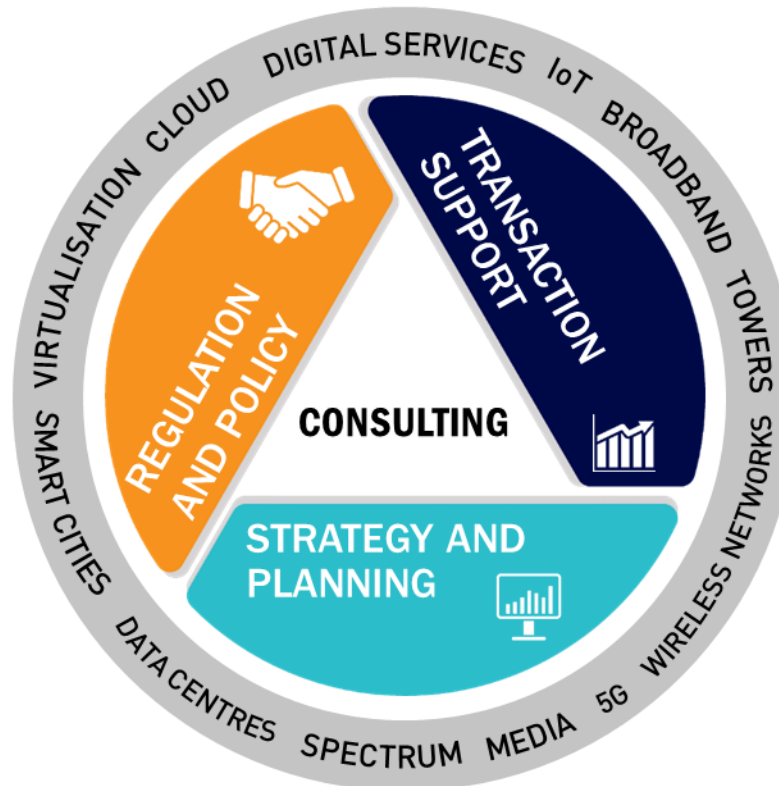 DIGITAL SERVICES
IoT
BROADBAND
TOWERS
WIRELESS NETWORKS
5G
MEDIA
SPECTRUM
DATA CENTRES
SMART CITIES
VIRTUALISATION
CLOUD
TRANSACTION
SUPPORT
REGULATION
AND POLICY
CONSULTING
STRATEGY AND
PLANNING